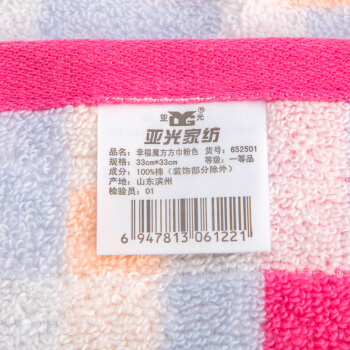 亚 光
亚光家纺
品名：幸福魔方方巾粉色 货号：652501
规格：33cm*33cm 等级：一等品
成分：100%棉（装饰部分除外）
产地：山东滨州
检验员：01
6 947813 061221